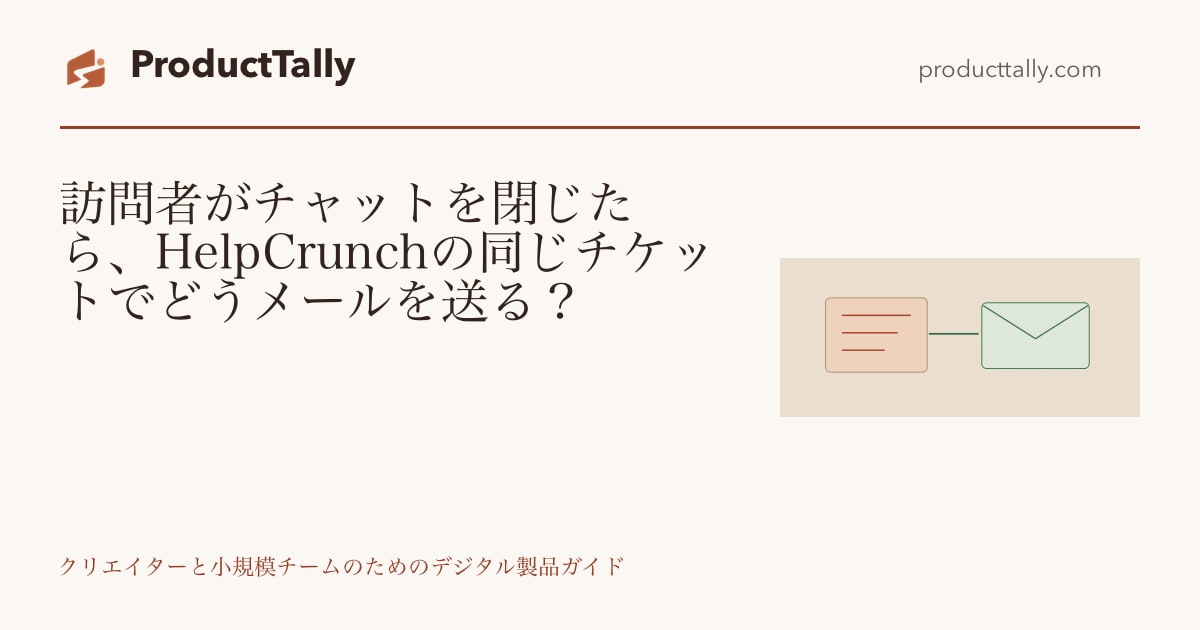 ProductTally
producttally.com
訪問者がチャットを閉じた
ら、HelpCrunchの同じチケッ
トでどうメールを送る？
クリエイターと小規模チームのためのデジタル製品ガイド